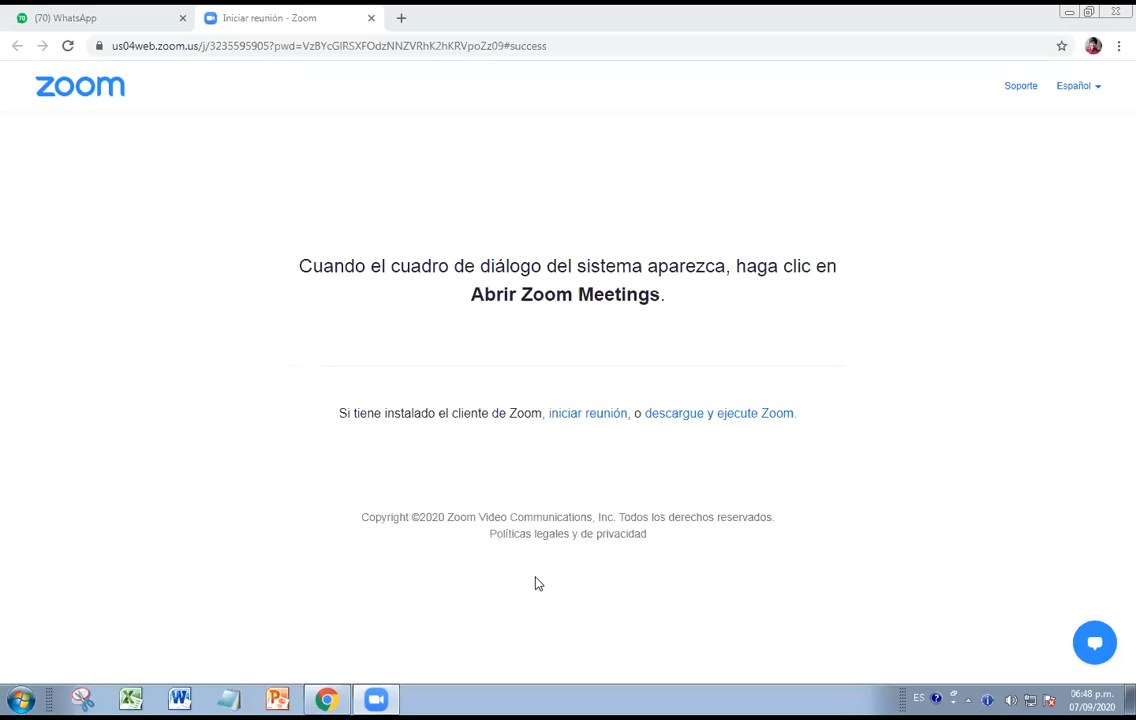 (70) WhatsApp
Iniciar reunión - Zoom
us04web.zoom.us/j/3235595905?pwd=VzBYcGlRSXFOdzNNZVRhK2hKRVpoZz09#success
zoom
Soporte
Español
Cuando el cuadro de diálogo del sistema aparezca, haga clic en
Abrir Zoom Meetings.
Si tiene instalado el cliente de Zoom, iniciar reunión, o descargue y ejecute Zoom.
Copyright ©2020 Zoom Video Communications, Inc. Todos los derechos reservados.
Políticas legales y de privacidad
ES
06:48 p.m.
07/09/2020